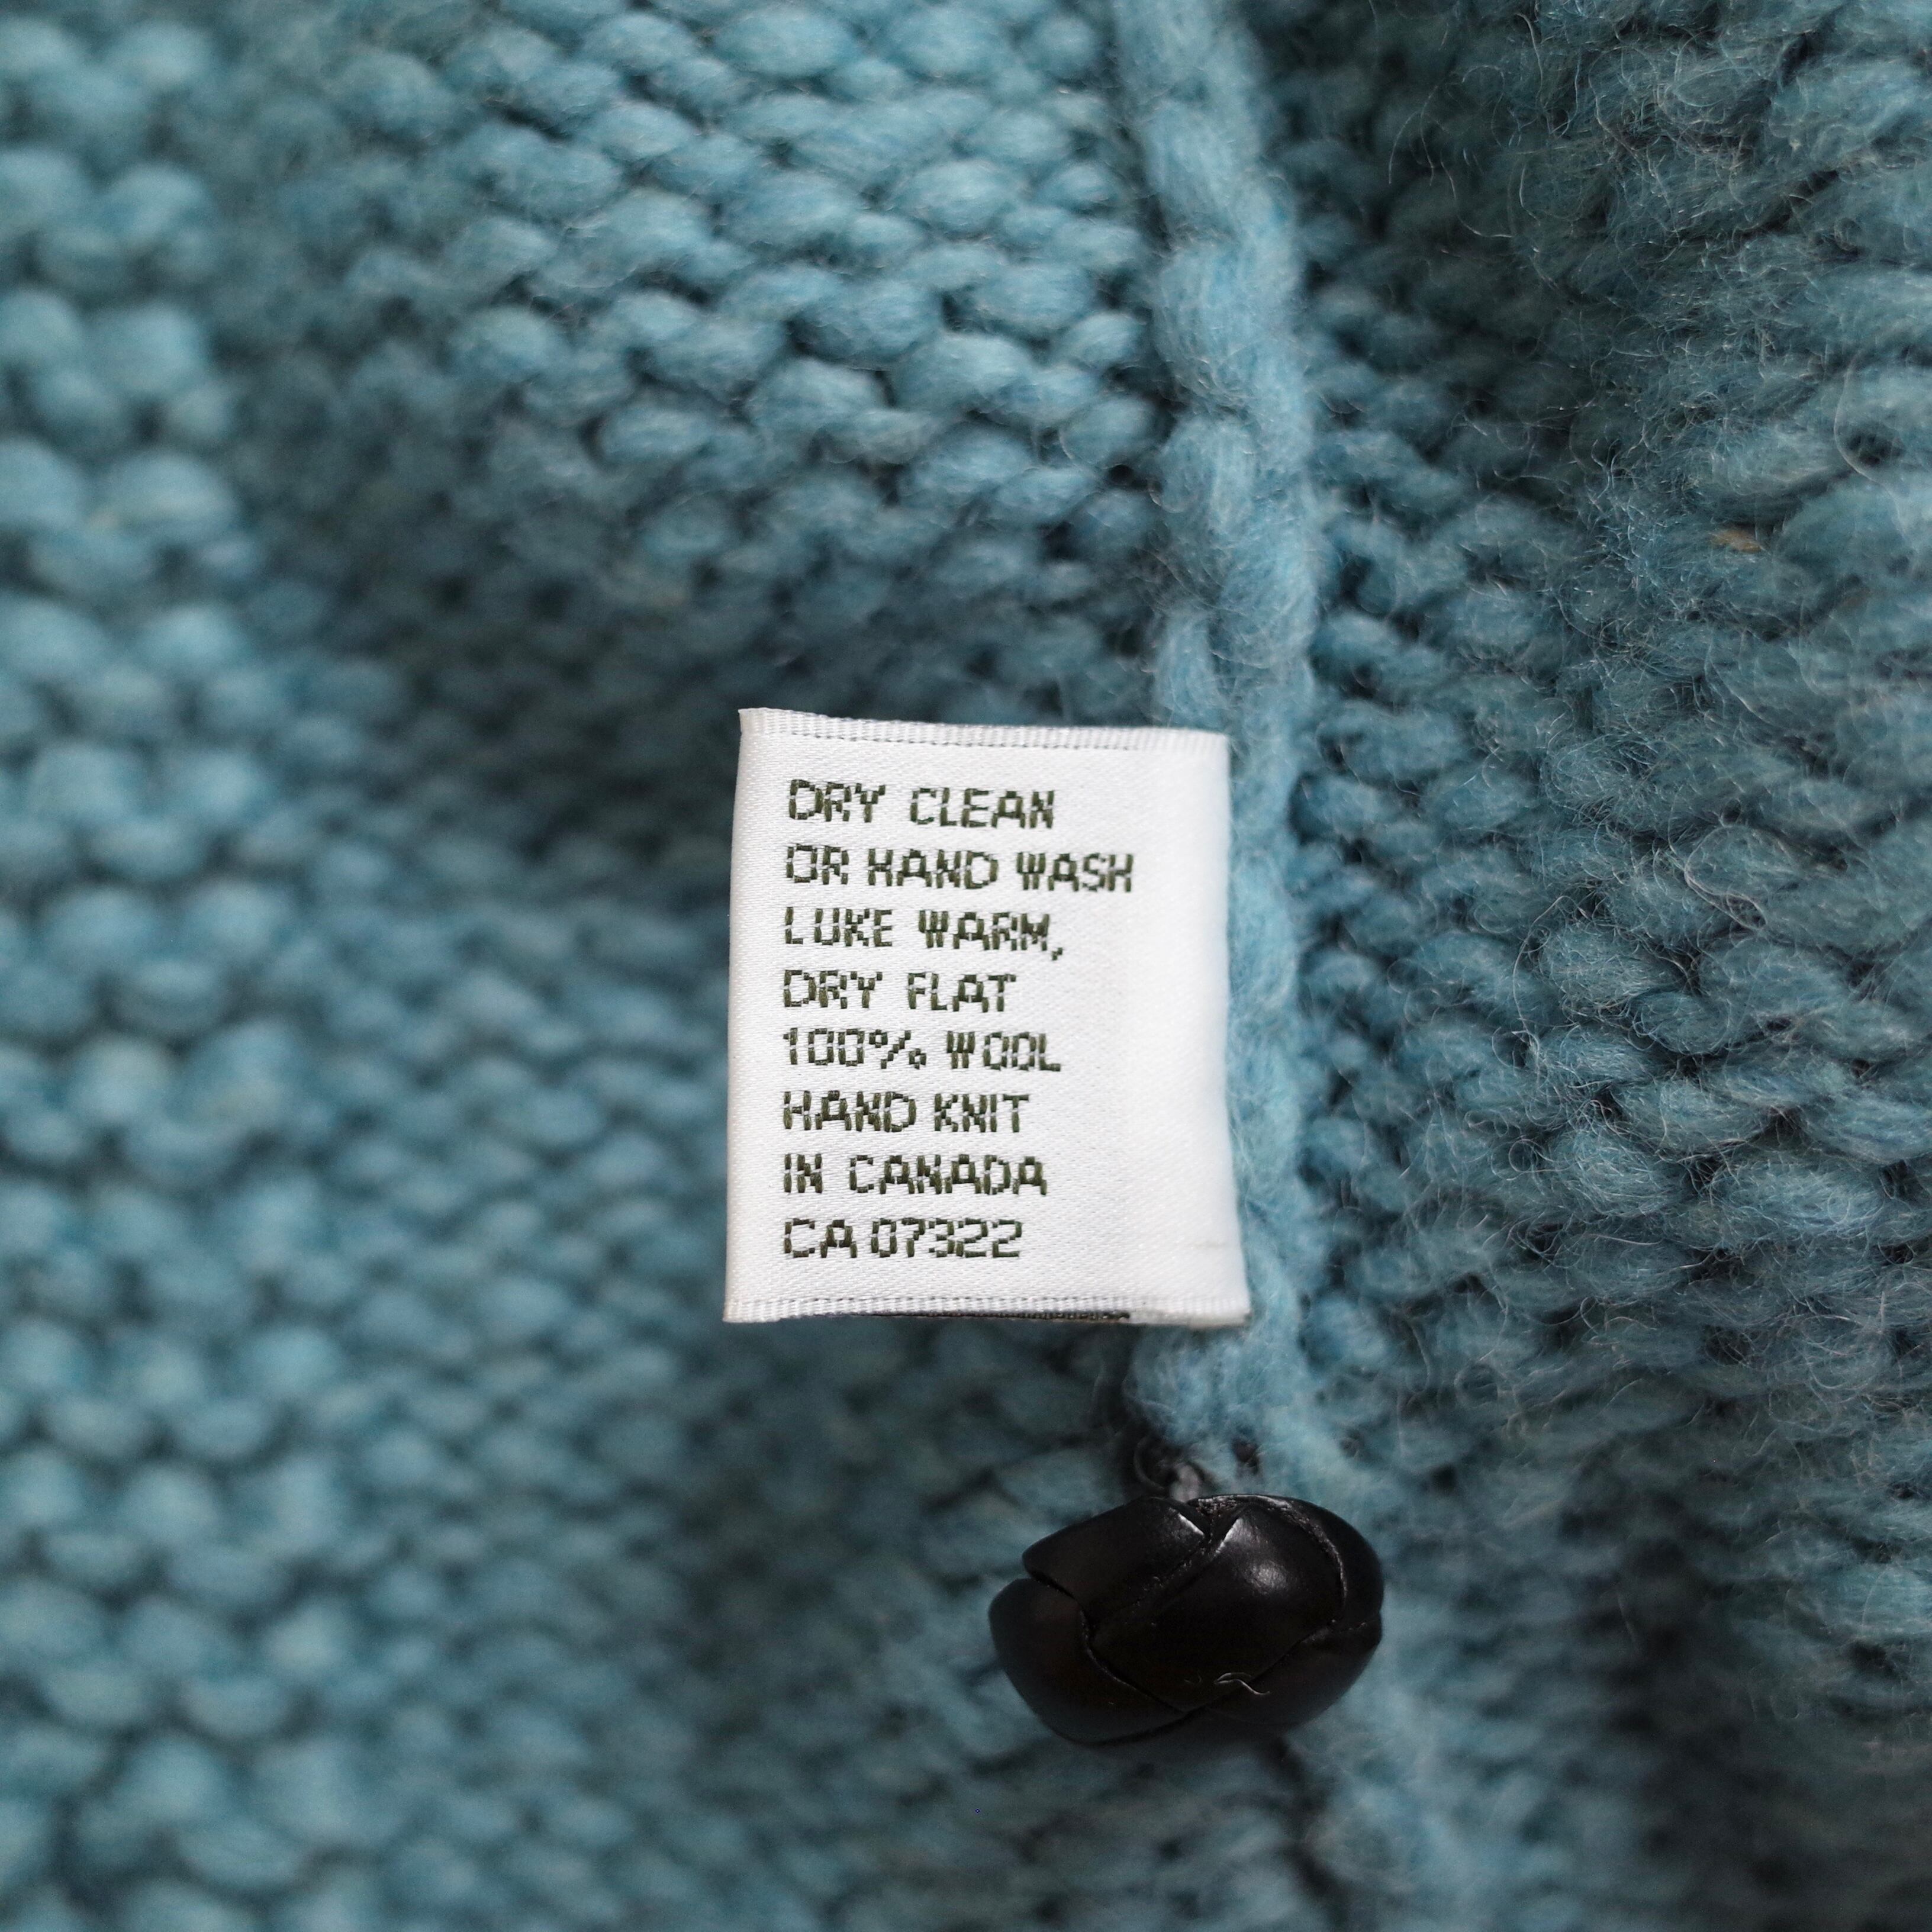 DRY CLEAN
OR HAND WASH
LUKE WARM,
DRY FLAT
100% WOOL
HAND KNIT
IN CANADA
CA 07322